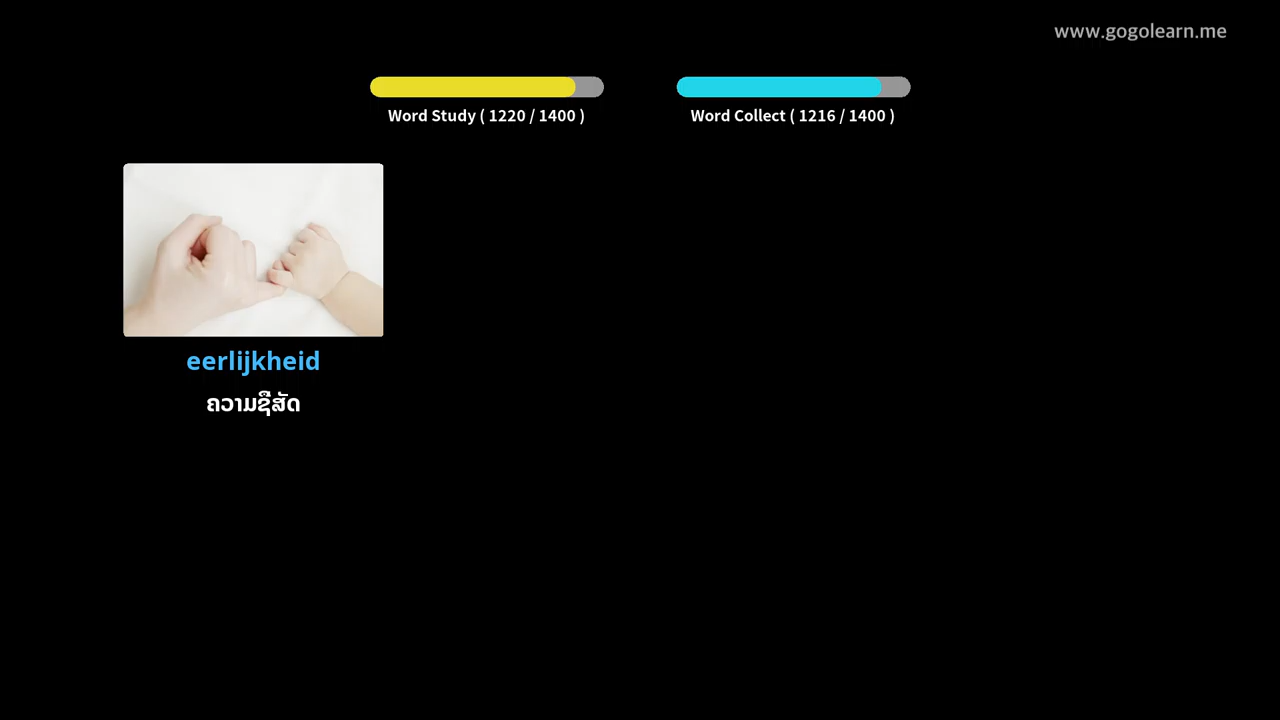 www.gogolearn.me
Word Study ( 1220 / 1400 )
Word Collect ( 1216 / 1400 )
eerlijkheid
ຄວາມຊືສັດ